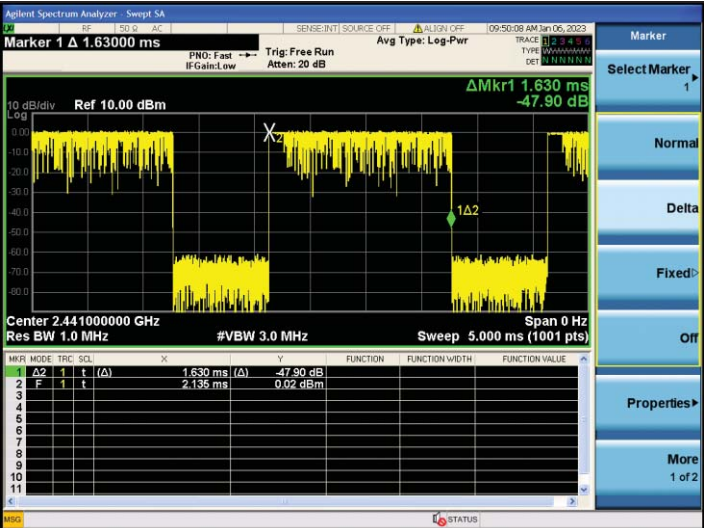 Agilent Spectrum Analyzer - Swept SA
RF 50 Ω AC SENSE:INT SOURCE OFF ALIGN OFF 09:50:08 AM Jan 06, 2023
Marker 1 Δ 1.63000 ms
PNO: Fast
IFGain:Low
Trig: Free Run
Atten: 20 dB
Avg Type: Log-Pwr
TRACE 1 2 3 4 5 6
TYPE
DET N N N N N N
ΔMkr1 1.630 ms
-47.90 dB
10 dB/div Ref 10.00 dBm
Log
0.00
-10.0
-20.0
-30.0
-40.0
-50.0
-60.0
-70.0
-80.0
X2
1Δ2
Center 2.441000000 GHz Span 0 Hz
Res BW 1.0 MHz #VBW 3.0 MHz Sweep 5.000 ms (1001 pts)
MKR MODE TRC SCL X Y FUNCTION FUNCTION WIDTH FUNCTION VALUE
1 Δ2 1 t (Δ) 1.630 ms (Δ) -47.90 dB
2 F 1 t 2.135 ms 0.02 dBm
3
4
5
6
7
8
9
10
11
MSG STATUS
Marker
Select Marker
1
Normal
Delta
Fixed
Off
Properties
More
1 of 2